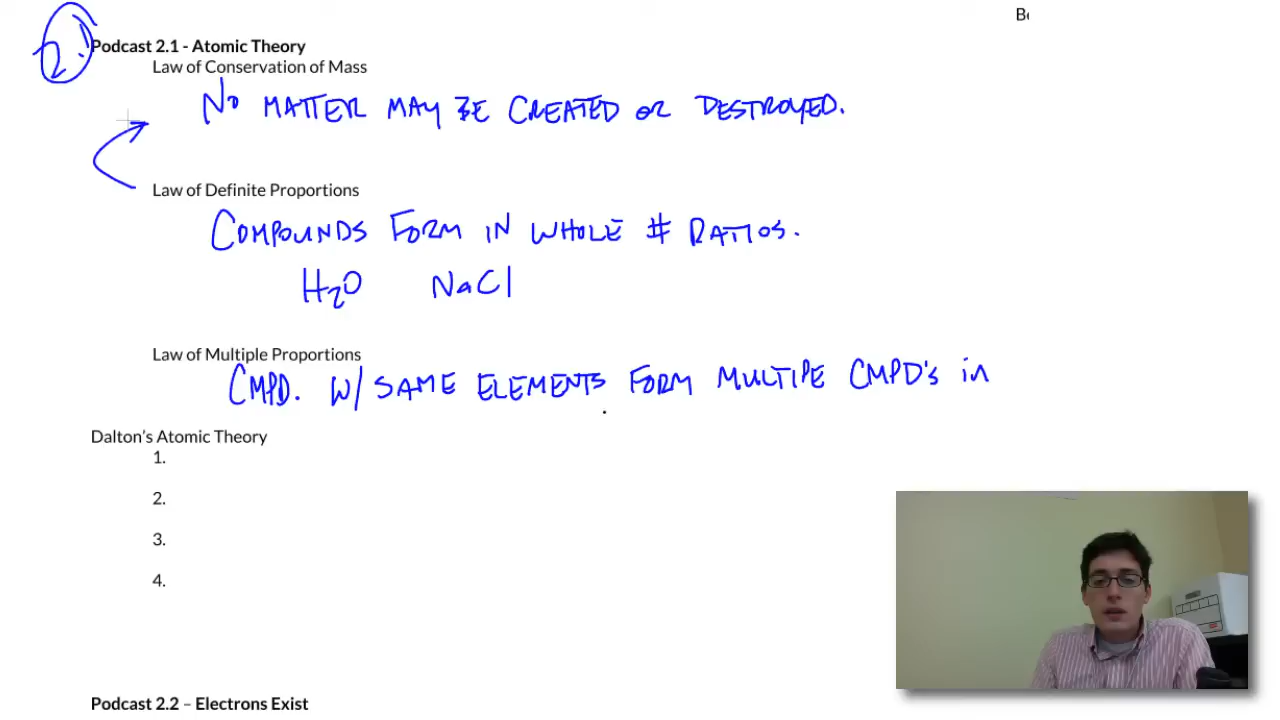 Be
2.1
Podcast 2.1 - Atomic Theory
Law of Conservation of Mass
No MATTER MAY BE CREATED OR DESTROYED.
Law of Definite Proportions
COMPOUNDS FORM IN WHOLE # RATIOS.
H2O NaCl
Law of Multiple Proportions
CMPD. W/ SAME ELEMENTS FORM MULTIPLE CMPD'S in
Dalton's Atomic Theory
1.
2.
3.
4.
Podcast 2.2 – Electrons Exist